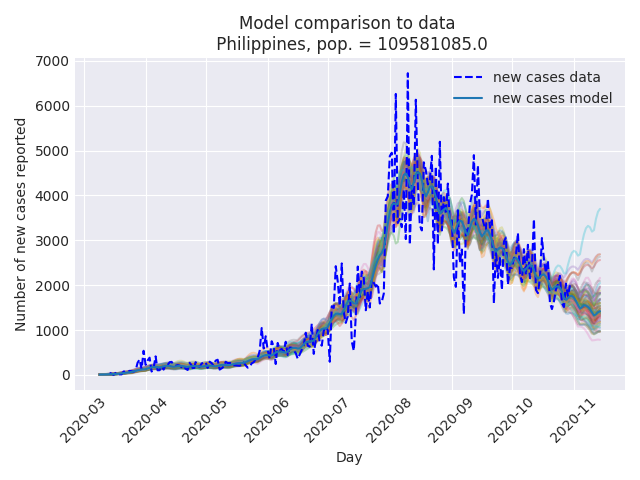 Model comparison to data
Philippines, pop. = 109581085.0
new cases data
new cases model
Number of new cases reported
7000
6000
5000
4000
3000
2000
1000
0
2020-03
2020-04
2020-05
2020-06
2020-07
2020-08
2020-09
2020-10
2020-11
Day